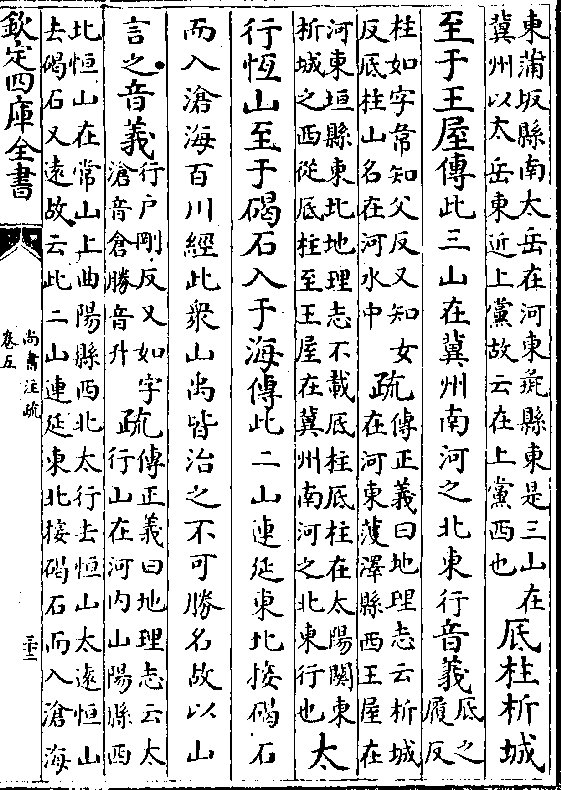 東蒲坂縣南太岳在河東彘縣東是三山在
冀州以太岳東近上黨故云在上黨西也
底柱析城
至于王屋傳此三山在冀州南河之北東行音義
底之
履反
柱如字常知父反又知女
反底柱山名在河水中
疏
傳正義曰地理志云析城
在河東濩澤縣西王屋在
河東垣縣東北地理志不載底柱底柱在太陽關東
析城之西從底柱至王屋在冀州南河之北東行也
太
行恆山至于碣石入于海傳此二山連延東北接碣石
而入滄海百川經此衆山禹皆治之不可勝名故以山
言之音義
行户剛反又如字
滄音倉勝音升
疏
傳正義曰地理志云太
行山在河内山陽縣西
北恒山在常山上曲陽縣西北太行去恒山太遠恒山
去碣石又遠故云此二山連延東北接碣石而入滄海
欽定四庫全書
尚書注疏
卷五
三十二